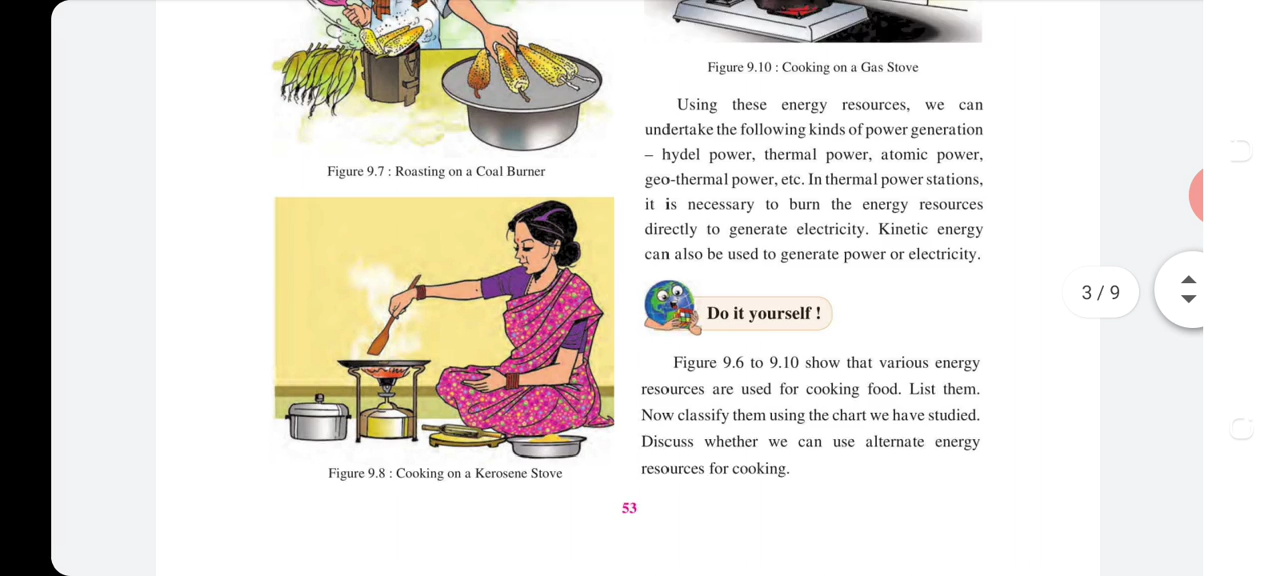 Figure 9.7 : Roasting on a Coal Burner
Figure 9.8 : Cooking on a Kerosene Stove
Figure 9.10 : Cooking on a Gas Stove
Using these energy resources, we can
undertake the following kinds of power generation
– hydel power, thermal power, atomic power,
geo-thermal power, etc. In thermal power stations,
it is necessary to burn the energy resources
directly to generate electricity. Kinetic energy
can also be used to generate power or electricity.
Do it yourself !
Figure 9.6 to 9.10 show that various energy
resources are used for cooking food. List them.
Now classify them using the chart we have studied.
Discuss whether we can use alternate energy
resources for cooking.
53
3 / 9